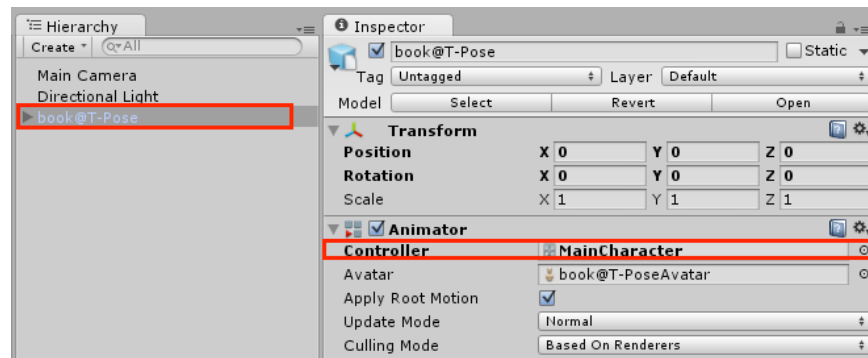 Hierarchy
Create
All
Main Camera
Directional Light
book@T-Pose
Inspector
book@T-Pose
Static
Tag Untagged Layer Default
Model Select Revert Open
Transform
Position X 0 Y 0 Z 0
Rotation X 0 Y 0 Z 0
Scale X 1 Y 1 Z 1
Animator
Controller MainCharacter
Avatar book@T-PoseAvatar
Apply Root Motion
Update Mode Normal
Culling Mode Based On Renderers